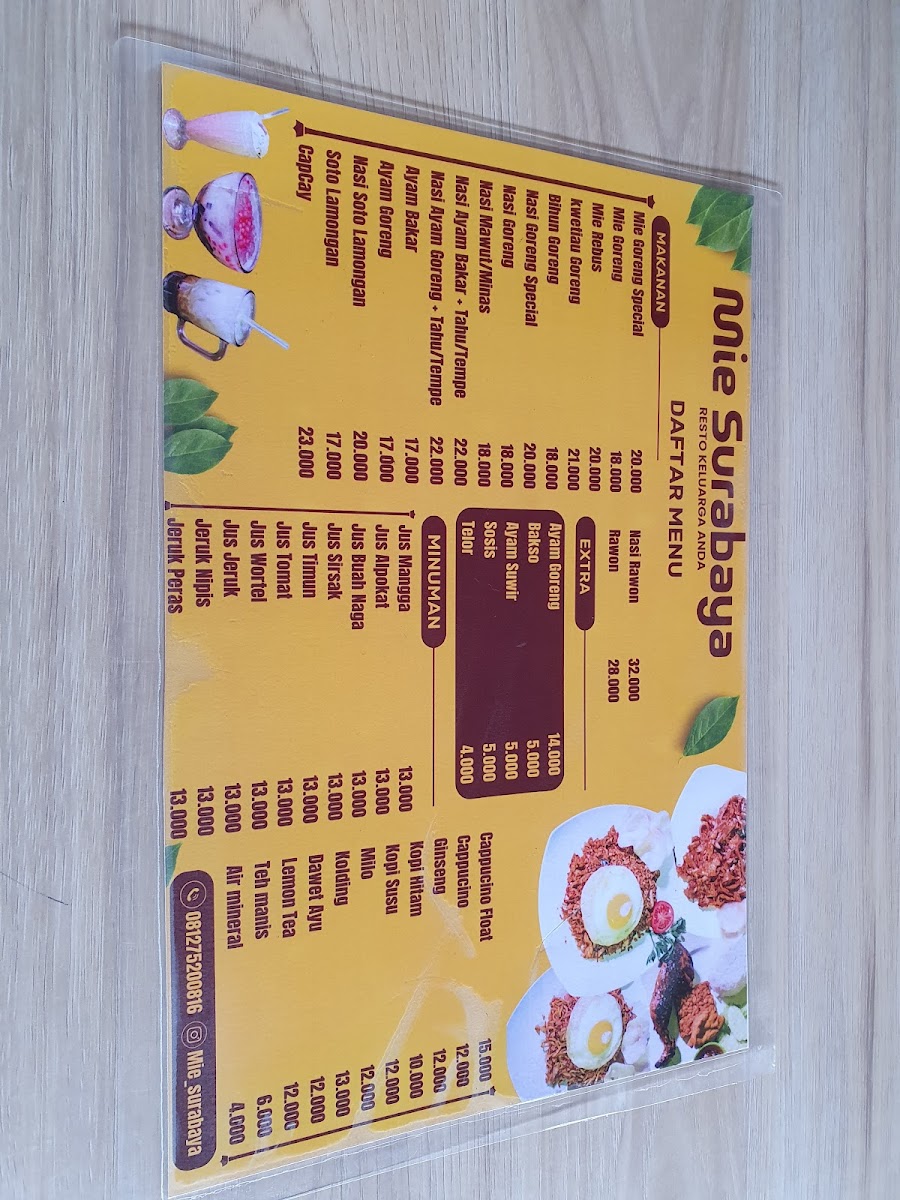 Mie Surabaya
RESTO KELUARGA ANDA
DAFTAR MENU
MAKANAN
Mie Goreng Special 20.000
Mie Goreng 18.000
Mie Rebus 20.000
kwetiau Goreng 21.000
Bihun Goreng 18.000
Nasi Goreng Special 20.000
Nasi Goreng 18.000
Nasi Mawut/Minas 18.000
Nasi Ayam Bakar + Tahu/Tempe 22.000
Nasi Ayam Goreng + Tahu/Tempe 22.000
Ayam Bakar 17.000
Ayam Goreng 17.000
Nasi Soto Lamongan 20.000
Soto Lamongan 17.000
CapCay 23.000
Nasi Rawon 32.000
Rawon 28.000
EXTRA
Ayam Goreng 14.000
Bakso 5.000
Ayam Suwir 5.000
Sosis 5.000
Telor 4.000
MINUMAN
Jus Mangga 13.000
Jus Alpokat 13.000
Jus Buah Naga 13.000
Jus Sirsak 13.000
Jus Timun 13.000
Jus Tomat 13.000
Jus Wortel 13.000
Jus Jeruk 13.000
Jeruk Nipis 13.000
Jeruk Peras 13.000
Cappucino Float 15.000
Cappucino 12.000
Ginseng 12.000
Kopi Hitam 10.000
Kopi Susu 12.000
Milo 12.000
Kolding 13.000
Dawet Ayu 12.000
Lemon Tea 12.000
Teh manis 6.000
Air mineral 4.000
081275200816 Mie_surabaya